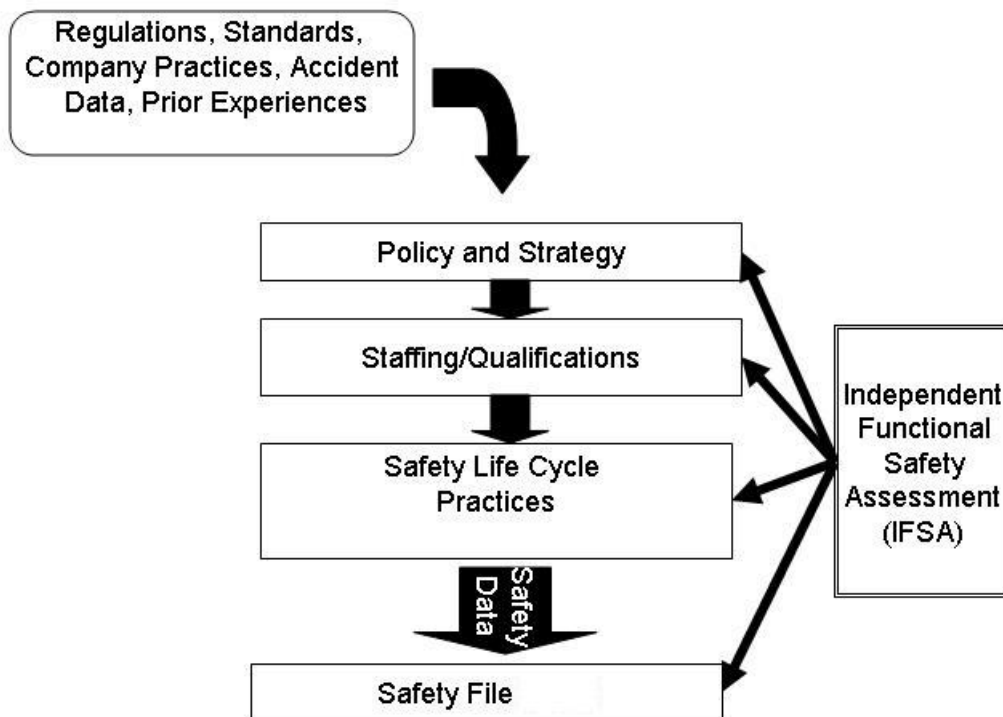 Regulations, Standards,
Company Practices, Accident
Data, Prior Experiences
Policy and Strategy
Staffing/Qualifications
Safety Life Cycle
Practices
Safety
Data
Safety File
Independent
Functional
Safety
Assessment
(IFSA)